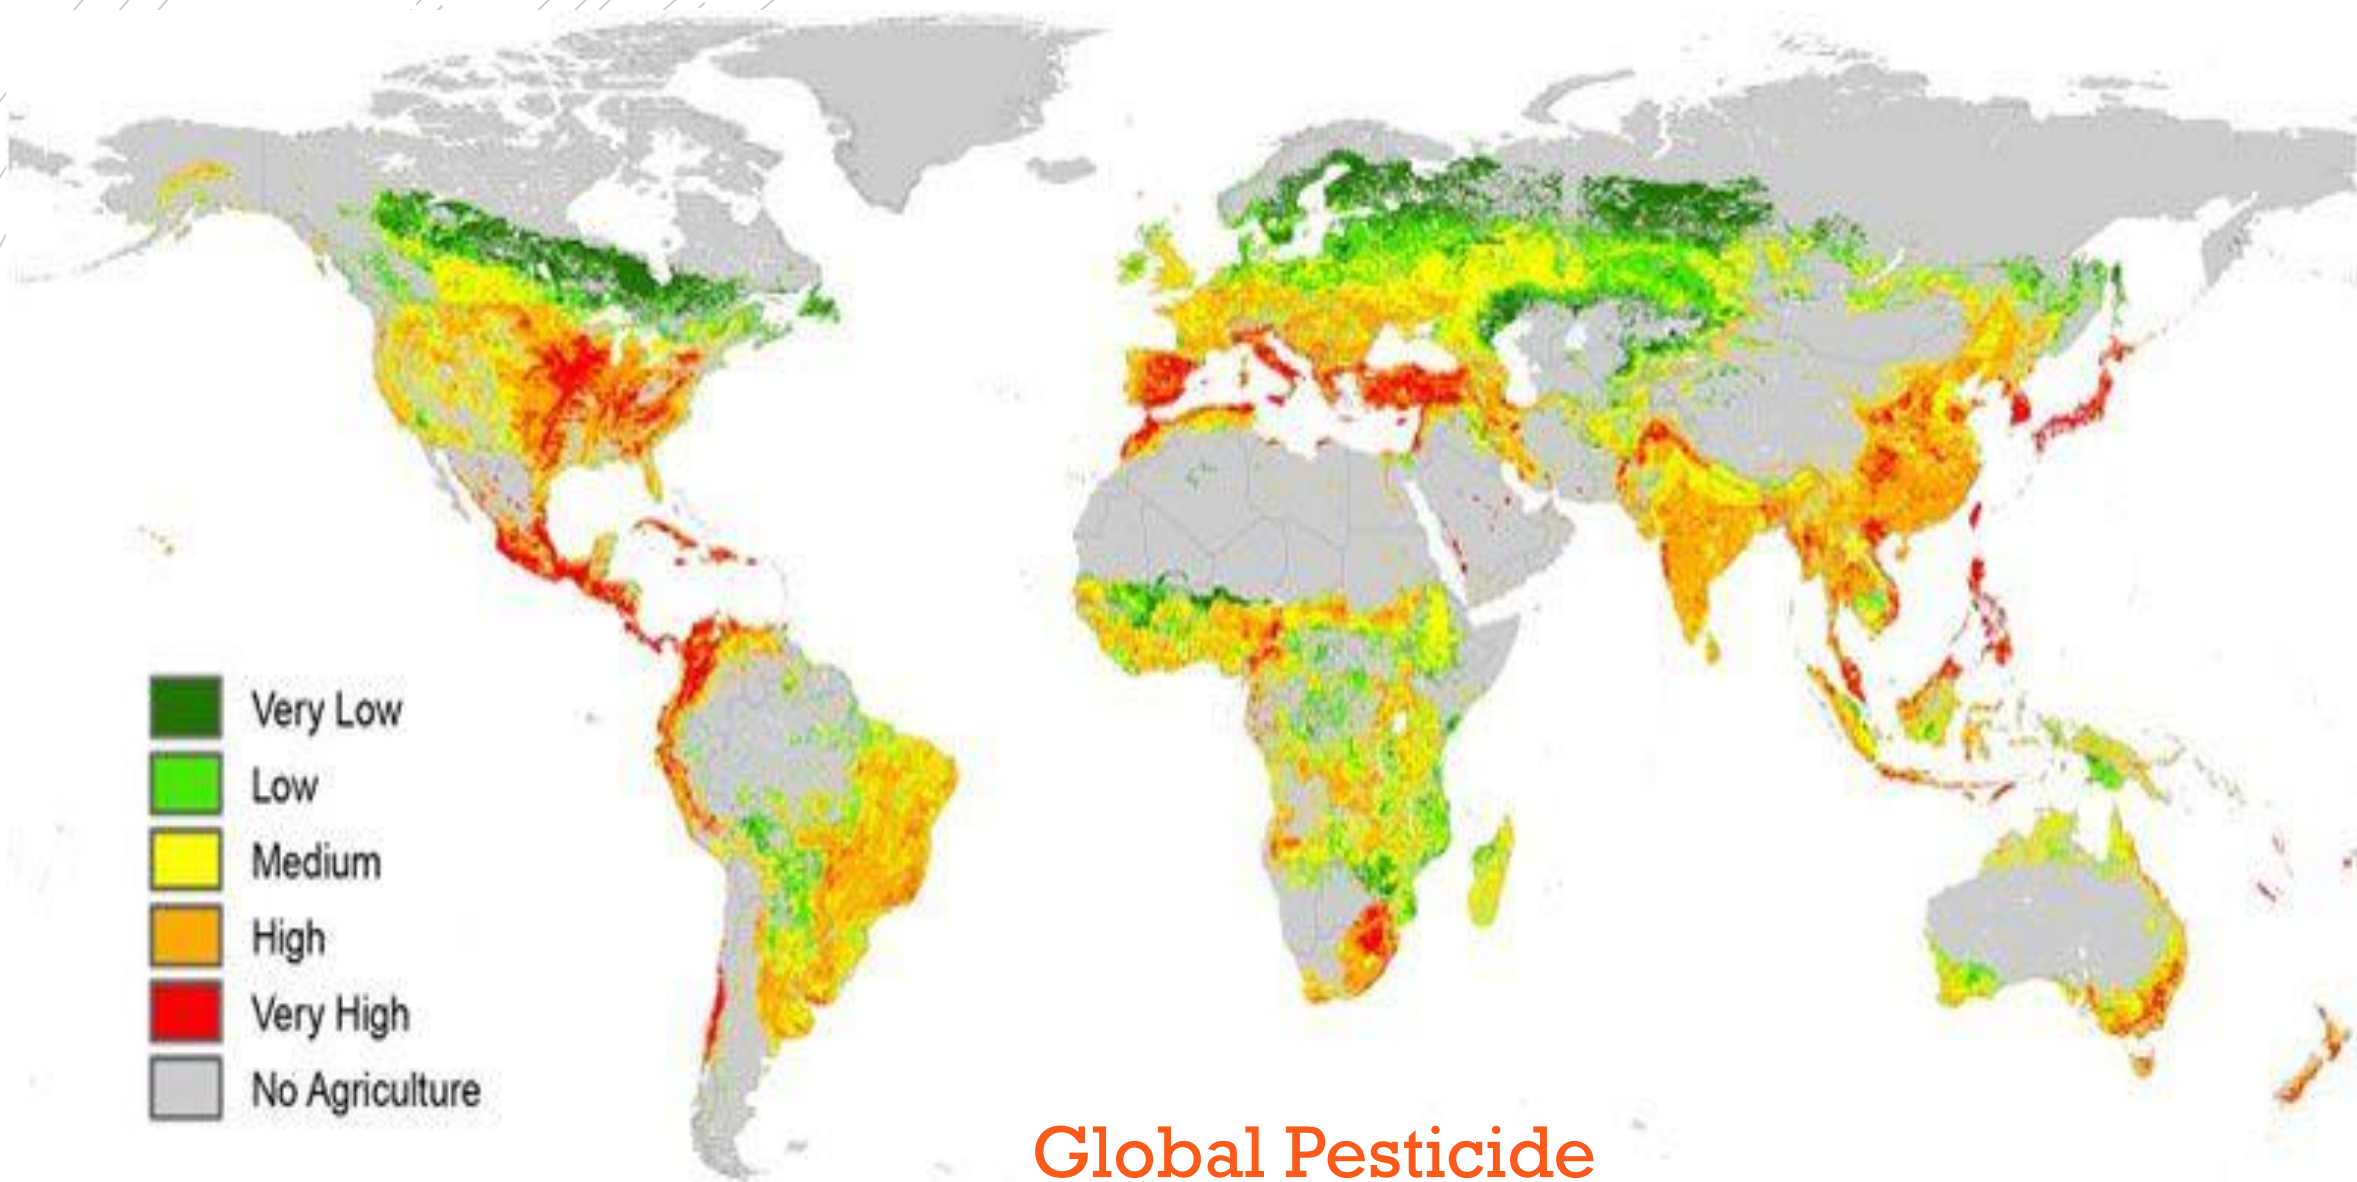 Very Low
Low
Medium
High
Very High
No Agriculture
Global Pesticide